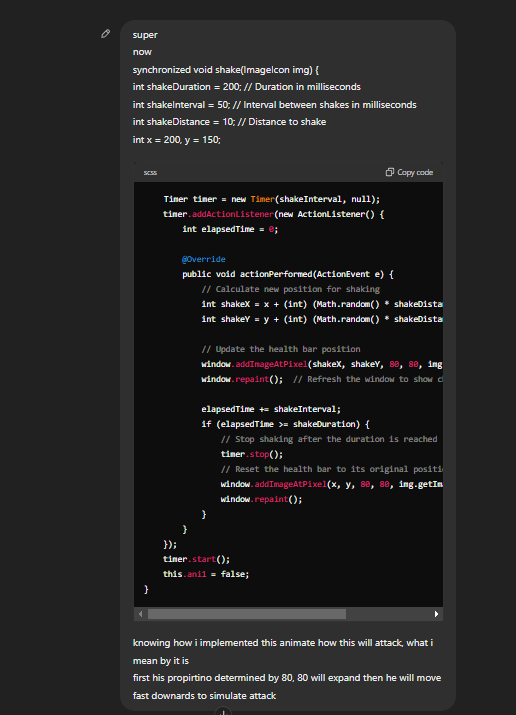 super
now
synchronized void shake(ImageIcon img) {
int shakeDuration = 200; // Duration in milliseconds
int shakeInterval = 50; // Interval between shakes in milliseconds
int shakeDistance = 10; // Distance to shake
int x = 200, y = 150;
scss Copy code
Timer timer = new Timer(shakeInterval, null);
timer.addActionListener(new ActionListener() {
int elapsedTime = 0;
@Override
public void actionPerformed(ActionEvent e) {
// Calculate new position for shaking
int shakeX = x + (int) (Math.random() * shakeDista
int shakeY = y + (int) (Math.random() * shakeDista
// Update the health bar position
window.addImageAtPixel(shakeX, shakeY, 80, 80, img
window.repaint(); // Refresh the window to show c
elapsedTime += shakeInterval;
if (elapsedTime >= shakeDuration) {
// Stop shaking after the duration is reached
timer.stop();
// Reset the health bar to its original positi
window.addImageAtPixel(x, y, 80, 80, img.getIm
window.repaint();
}
}
});
timer.start();
this.ani1 = false;
}
knowing how i implemented this animate how this will attack, what i
mean by it is
first his propirtino determined by 80, 80 will expand then he will move
fast downards to simulate attack